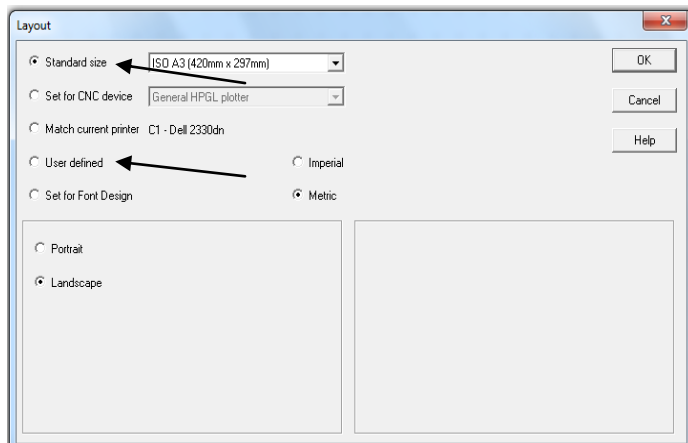 Layout
Standard size ISO A3 (420mm x 297mm) OK
Set for CNC device General HPGL plotter Cancel
Match current printer C1 - Dell 2330dn Help
User defined Imperial
Set for Font Design Metric
Portrait
Landscape